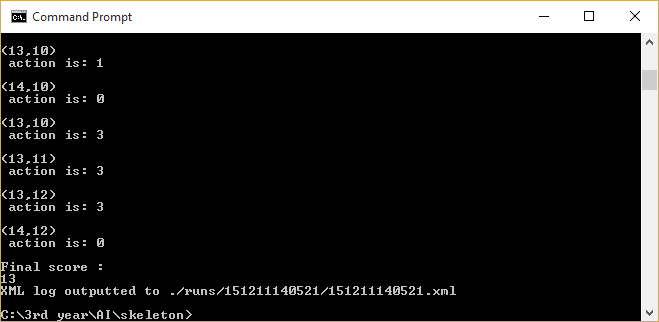 Command Prompt
(13,10)
action is: 1
(14,10)
action is: 0
(13,10)
action is: 3
(13,11)
action is: 3
(13,12)
action is: 3
(14,12)
action is: 0
Final score :
13
XML log outputted to ./runs/151211140521/151211140521.xml
C:\3rd year\AI\skeleton>